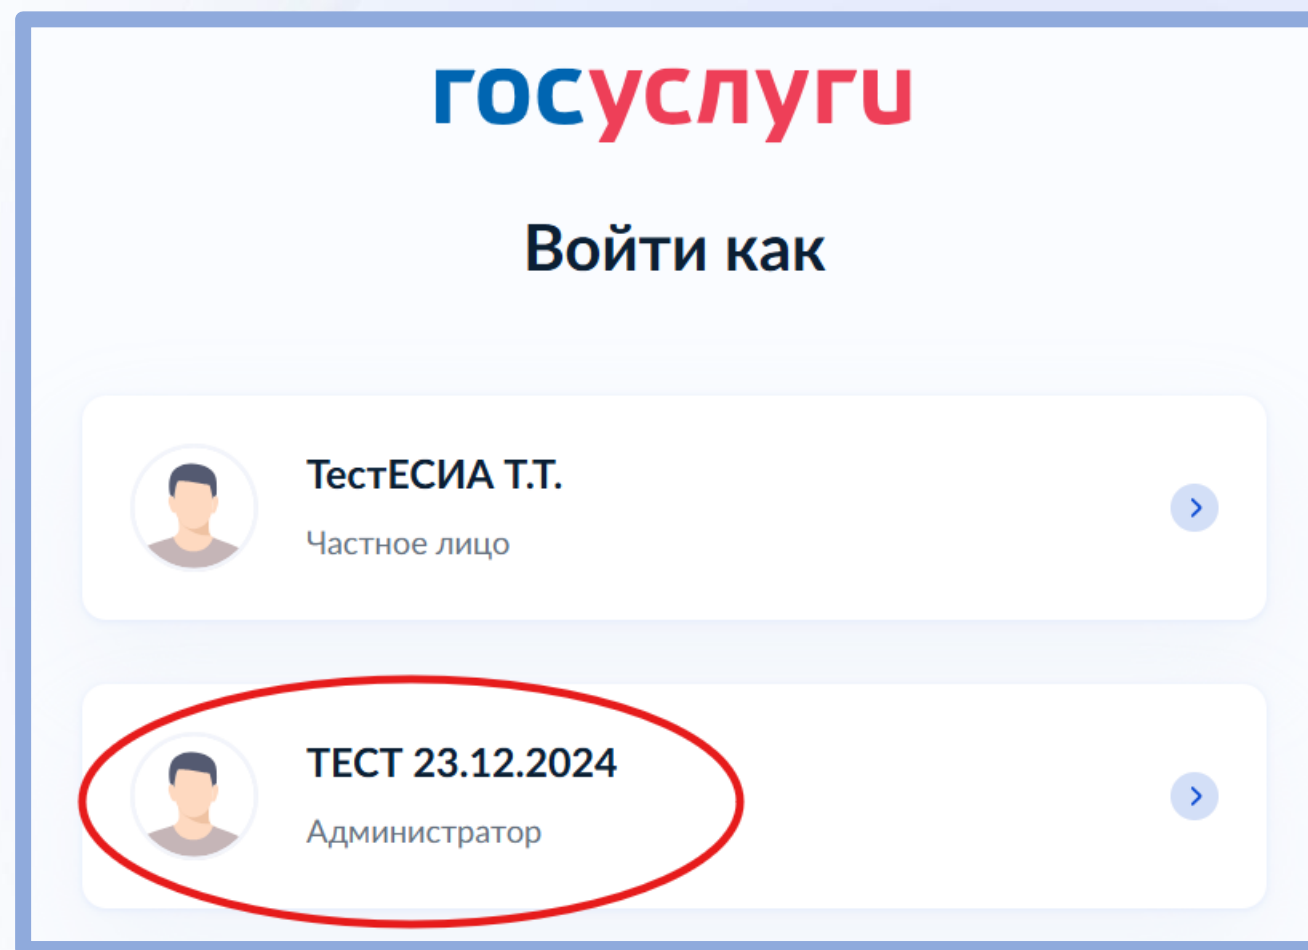 госуслуги
Войти как
ТестЕСИА Т.Т.
Частное лицо
ТЕСТ 23.12.2024
Администратор